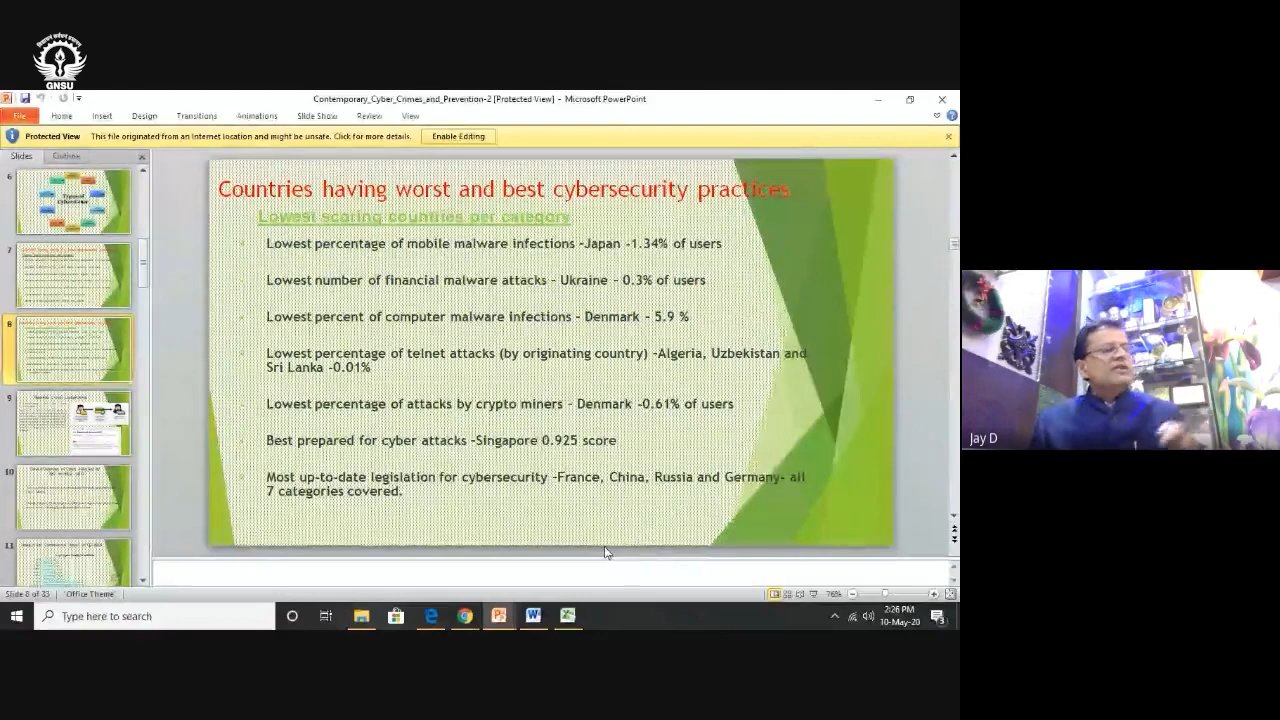 GNSU
Contemporary_Cyber_Crimes_and_Prevention-2 [Protected View] - Microsoft PowerPoint
File Home Insert Design Transitions Animations Slide Show Review View
Protected View This file originated from an Internet location and might be unsafe. Click for more details. Enable Editing
Slides Outline
6
7
8
9
10
11
Countries having worst and best cybersecurity practices
Lowest scoring countries per category
Lowest percentage of mobile malware infections -Japan -1.34% of users
Lowest number of financial malware attacks - Ukraine - 0.3% of users
Lowest percent of computer malware infections - Denmark - 5.9 %
Lowest percentage of telnet attacks (by originating country) -Algeria, Uzbekistan and
Sri Lanka -0.01%
Lowest percentage of attacks by crypto miners - Denmark -0.61% of users
Best prepared for cyber attacks -Singapore 0.925 score
Most up-to-date legislation for cybersecurity -France, China, Russia and Germany- all
7 categories covered.
Jay D
Slide 8 of 33 "Office Theme" 76%
Type here to search
2:26 PM
10-May-20
3